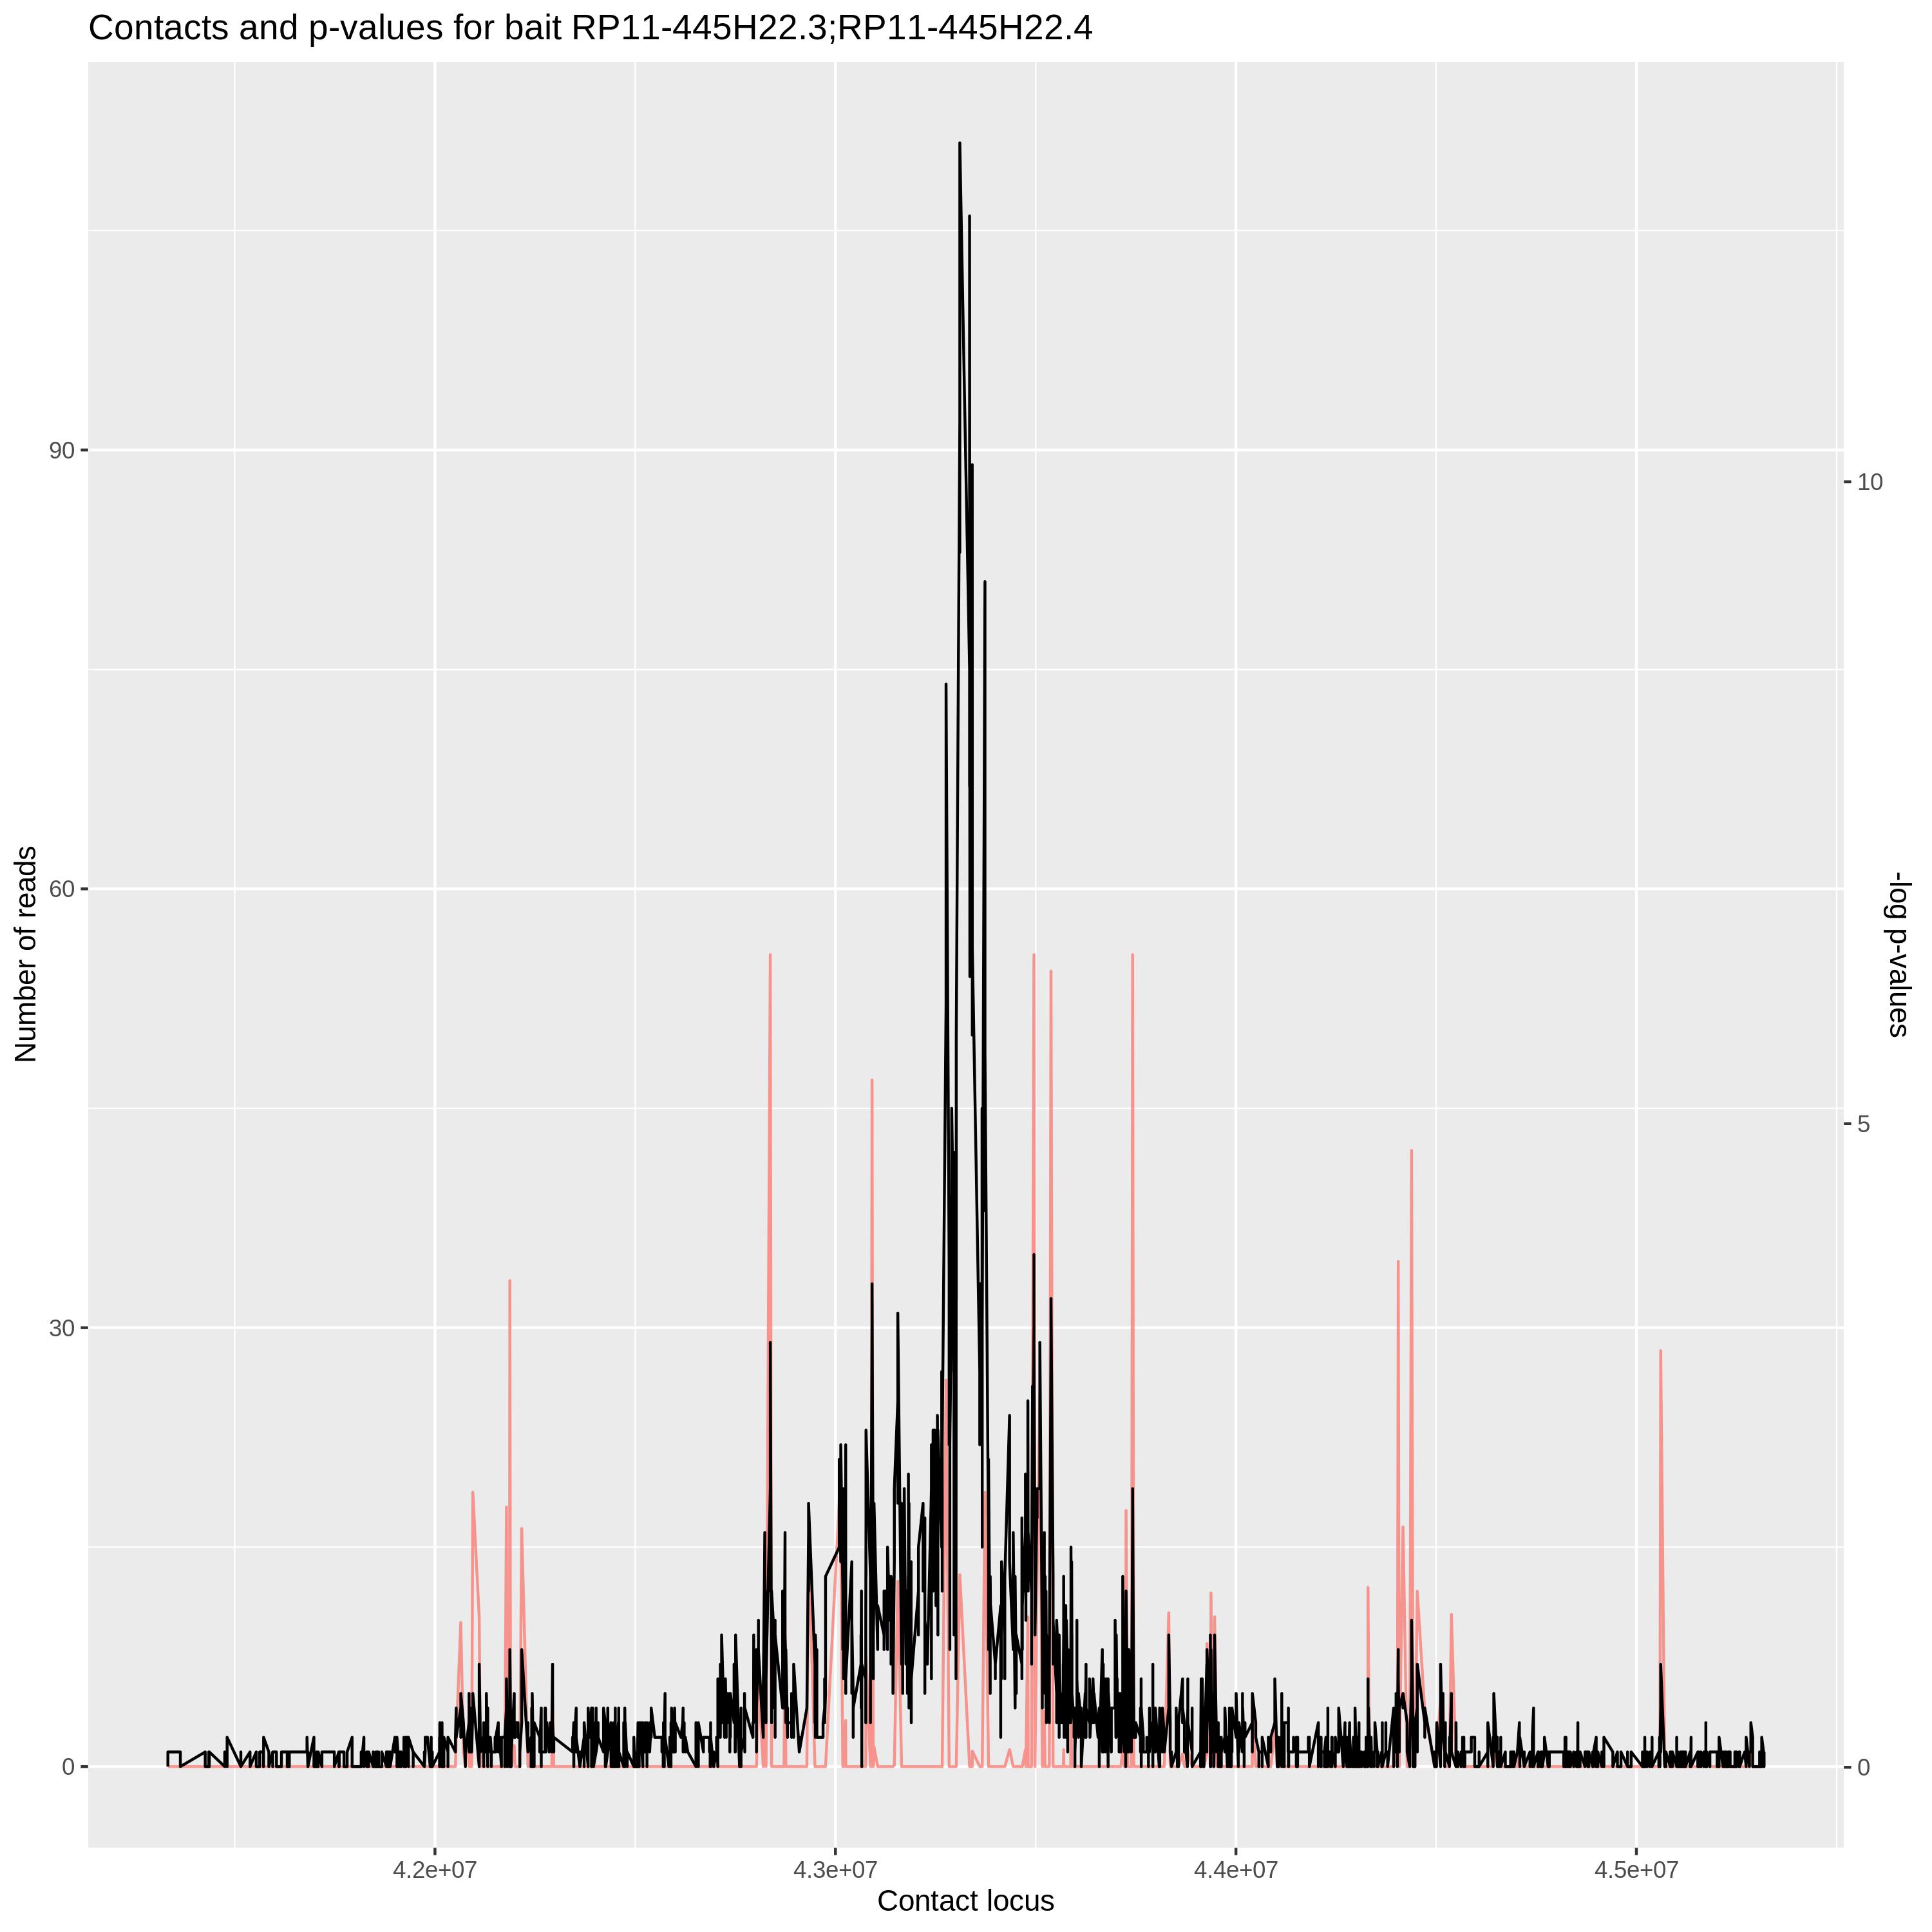 Contacts and p-values for bait RP11-445H22.3;RP11-445H22.4
90
60
30
0
Number of reads
10
5
0
-log p-values
4.2e+07
4.3e+07
4.4e+07
4.5e+07
Contact locus